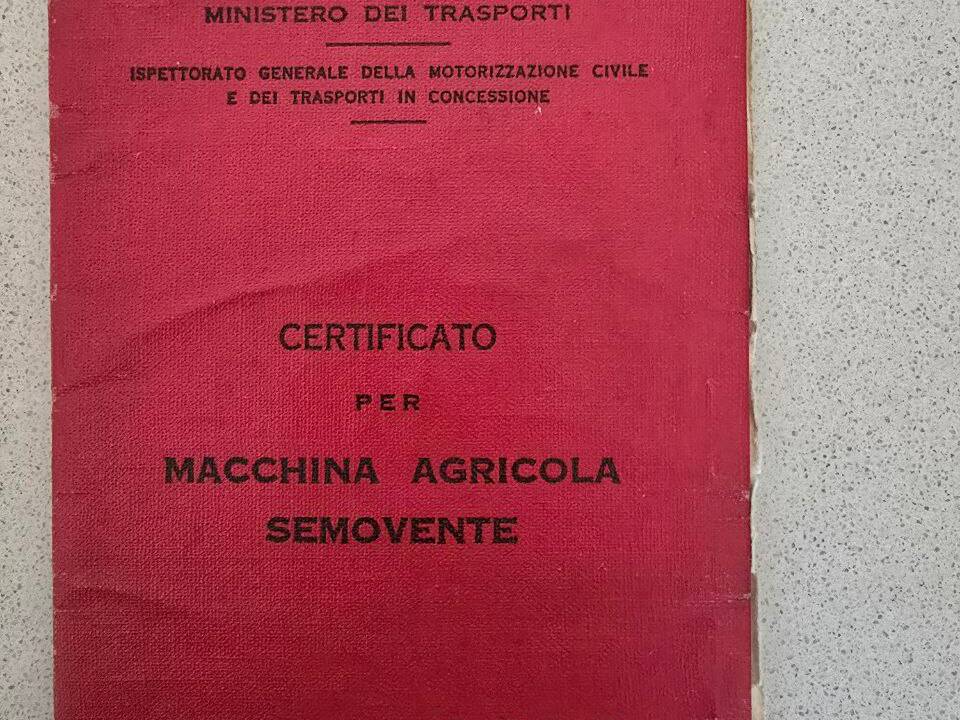 MINISTERO DEI TRASPORTI
ISPETTORATO GENERALE DELLA MOTORIZZAZIONE CIVILE
E DEI TRASPORTI IN CONCESSIONE
CERTIFICATO
PER
MACCHINA AGRICOLA
SEMOVENTE